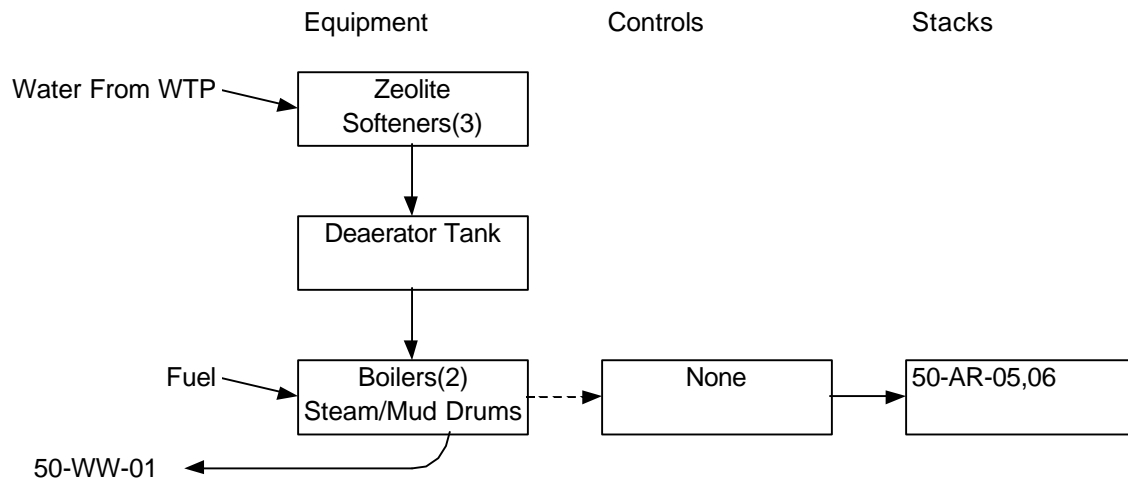 Equipment Controls Stacks
Water From WTP
Zeolite
Softeners(3)
Deaerator Tank
Fuel
Boilers(2)
Steam/Mud Drums
None
50-AR-05,06
50-WW-01